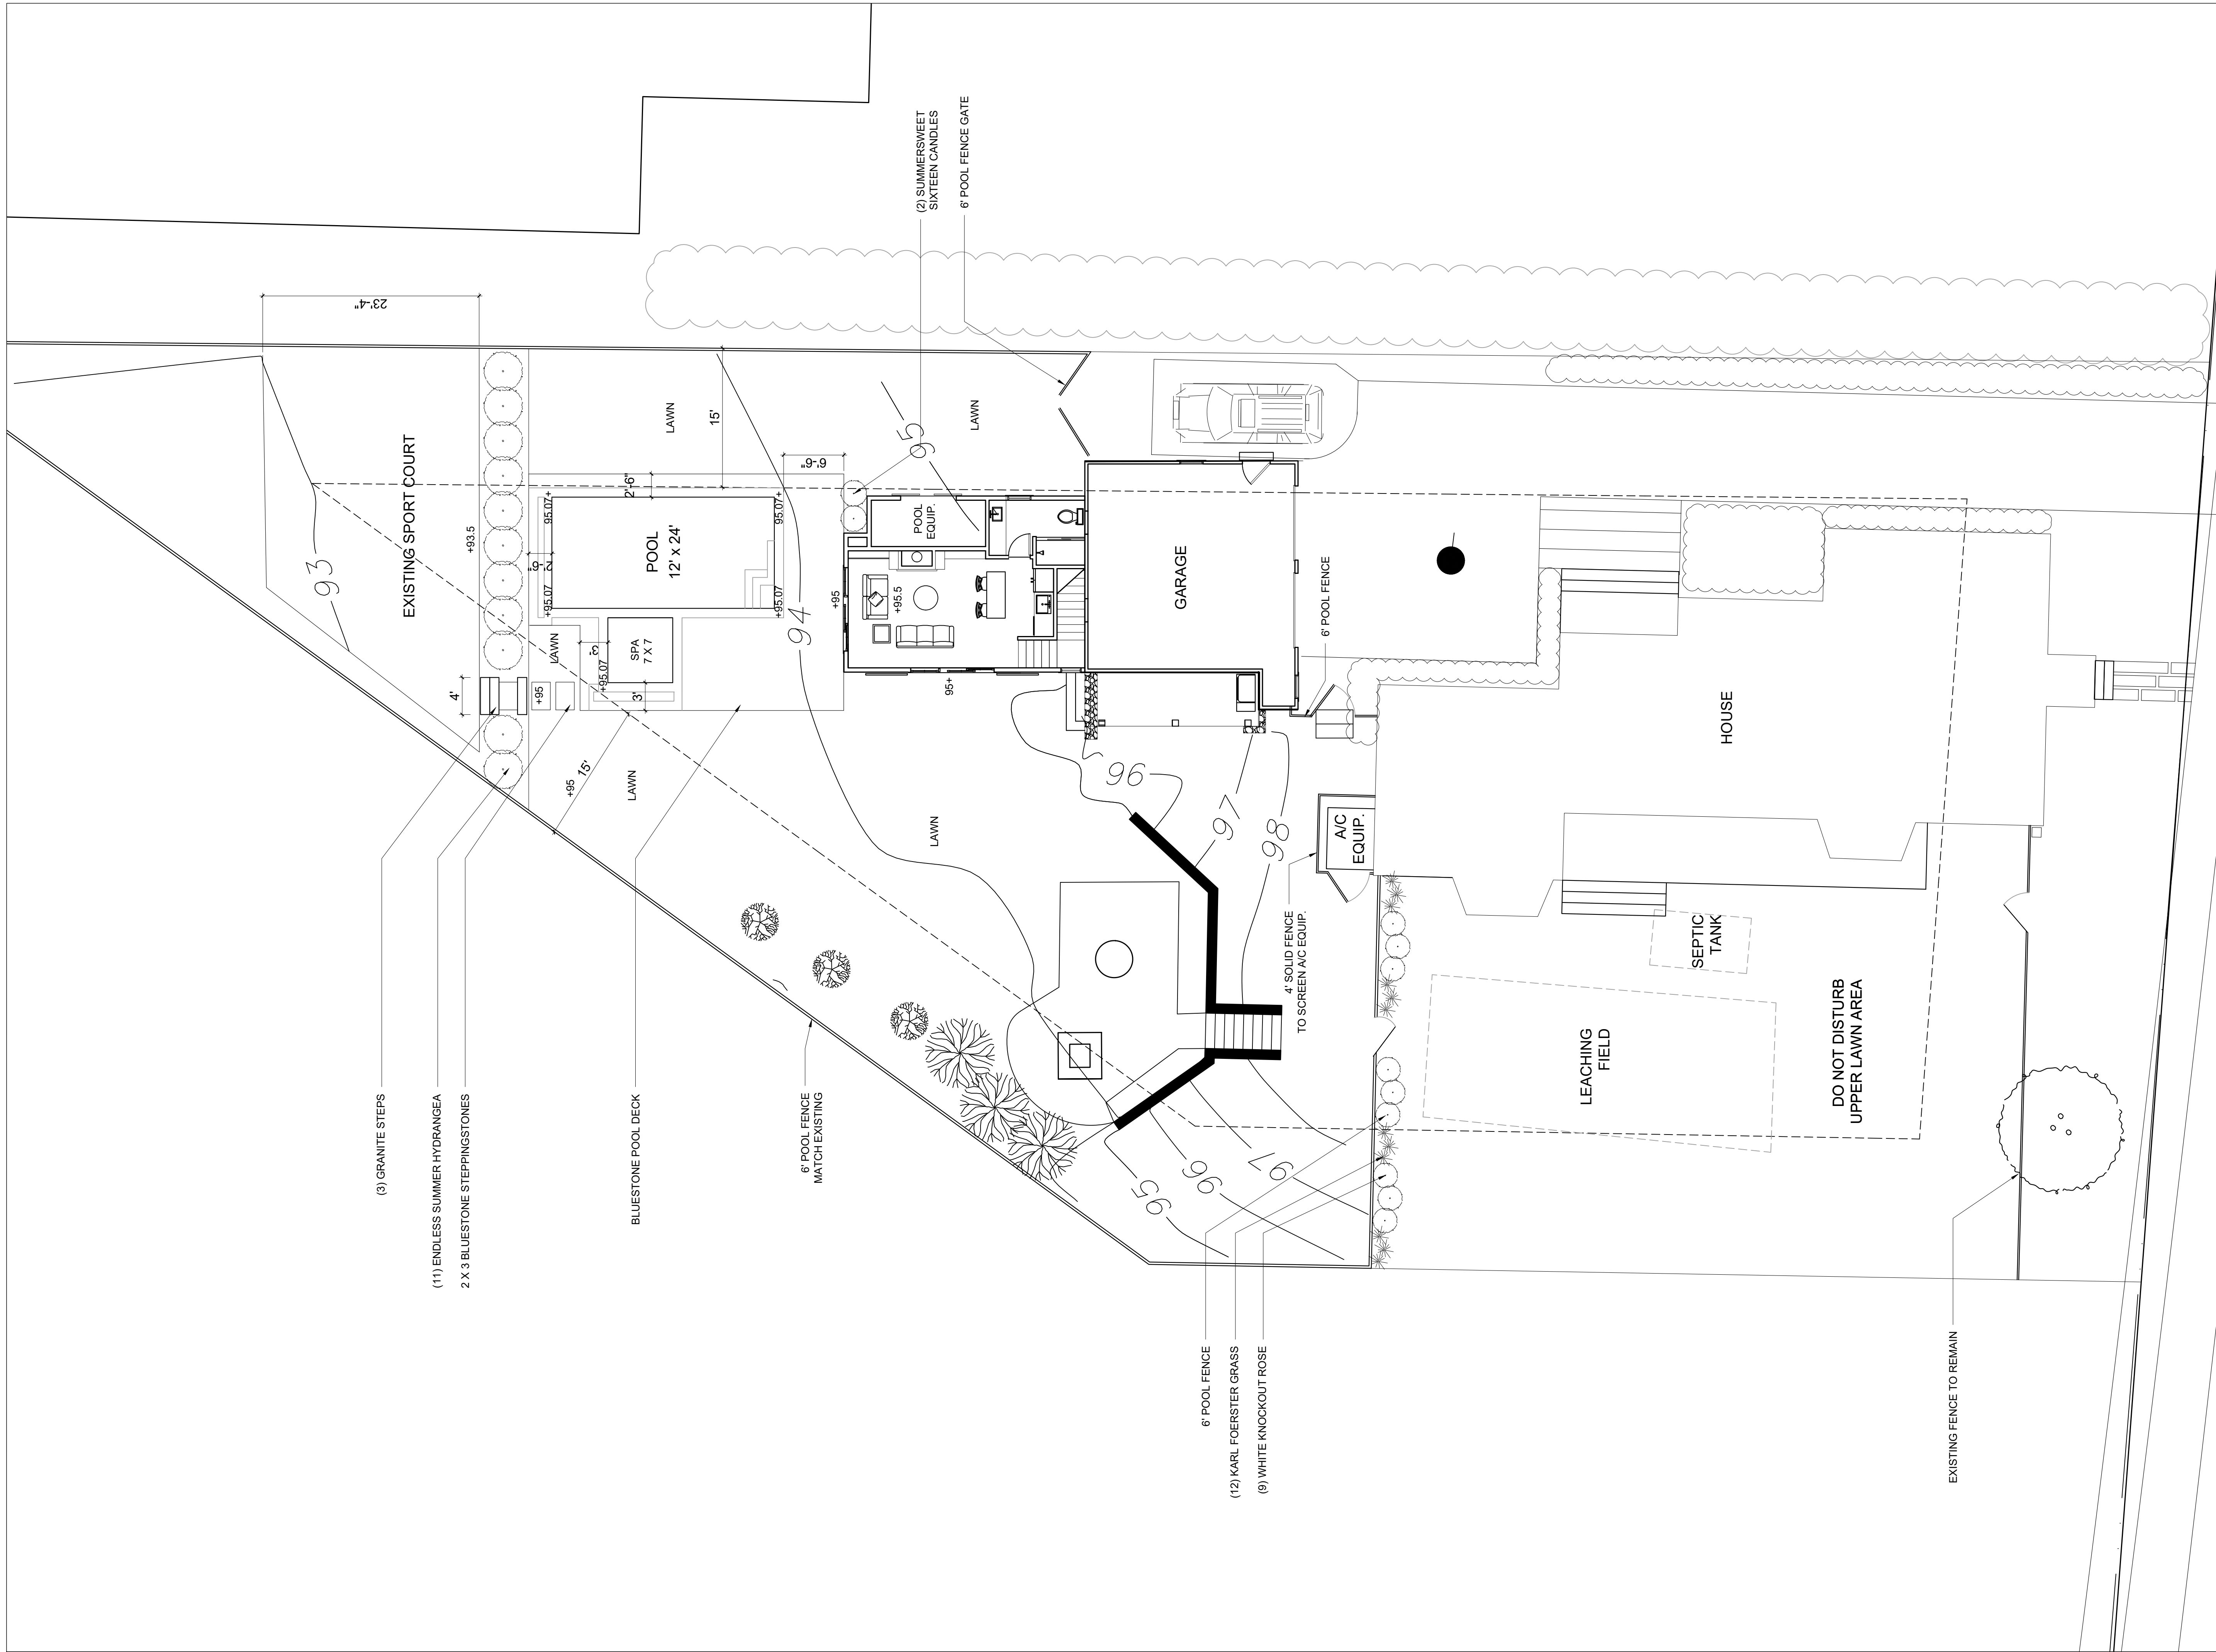 (3) GRANITE STEPS
(11) ENDLESS SUMMER HYDRANGEA
2 X 3 BLUESTONE STEPPINGSTONES
BLUESTONE POOL DECK
6' POOL FENCE
MATCH EXISTING
6' POOL FENCE
(12) KARL FOERSTER GRASS
(9) WHITE KNOCKOUT ROSE
EXISTING FENCE TO REMAIN
4' SOLID FENCE
TO SCREEN A/C EQUIP.
6' POOL FENCE
(2) SUMMERSWEET
SIXTEEN CANDLES
6' POOL FENCE GATE
EXISTING SPORT COURT
23'-4"
93
+93.5
4'
+95
LAWN
3'
+95.07
3'
SPA
7 X 7
POOL
12' x 24'
+95.07
95.07+
+95.07
95.07+
2'-6"
2'-6"
LAWN
15'
6'-6"
+95
15'
LAWN
94
+95
+95.5
95+
POOL
EQUIP.
95
LAWN
LAWN
GARAGE
96
97
98
A/C
EQUIP.
95
96
97
HOUSE
SEPTIC
TANK
LEACHING
FIELD
DO NOT DISTURB
UPPER LAWN AREA